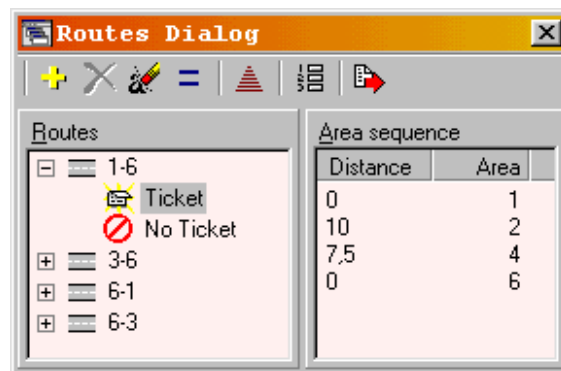 Routes Dialog
Routes
1-6
Ticket
No Ticket
3-6
6-1
6-3
Area sequence
Distance Area
0 1
10 2
7,5 4
0 6